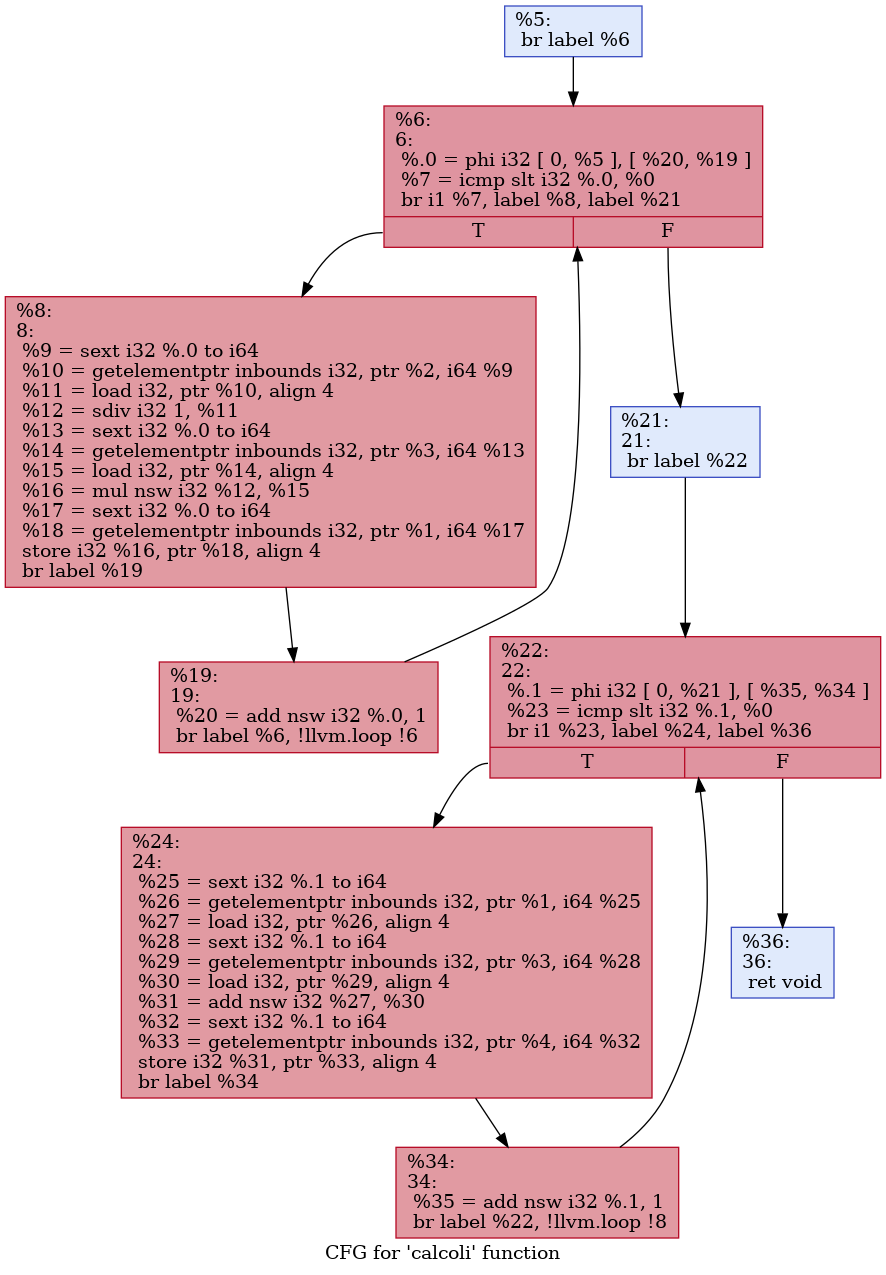 %5:
br label %6
%6:
6:
%.0 = phi i32 [ 0, %5 ], [ %20, %19 ]
%7 = icmp slt i32 %.0, %0
br i1 %7, label %8, label %21
T
F
%8:
8:
%9 = sext i32 %.0 to i64
%10 = getelementptr inbounds i32, ptr %2, i64 %9
%11 = load i32, ptr %10, align 4
%12 = sdiv i32 1, %11
%13 = sext i32 %.0 to i64
%14 = getelementptr inbounds i32, ptr %3, i64 %13
%15 = load i32, ptr %14, align 4
%16 = mul nsw i32 %12, %15
%17 = sext i32 %.0 to i64
%18 = getelementptr inbounds i32, ptr %1, i64 %17
store i32 %16, ptr %18, align 4
br label %19
%21:
21:
br label %22
%19:
19:
%20 = add nsw i32 %.0, 1
br label %6, !llvm.loop !6
%22:
22:
%.1 = phi i32 [ 0, %21 ], [ %35, %34 ]
%23 = icmp slt i32 %.1, %0
br i1 %23, label %24, label %36
T
F
%24:
24:
%25 = sext i32 %.1 to i64
%26 = getelementptr inbounds i32, ptr %1, i64 %25
%27 = load i32, ptr %26, align 4
%28 = sext i32 %.1 to i64
%29 = getelementptr inbounds i32, ptr %3, i64 %28
%30 = load i32, ptr %29, align 4
%31 = add nsw i32 %27, %30
%32 = sext i32 %.1 to i64
%33 = getelementptr inbounds i32, ptr %4, i64 %32
store i32 %31, ptr %33, align 4
br label %34
%36:
36:
ret void
%34:
34:
%35 = add nsw i32 %.1, 1
br label %22, !llvm.loop !8
CFG for 'calcoli' function